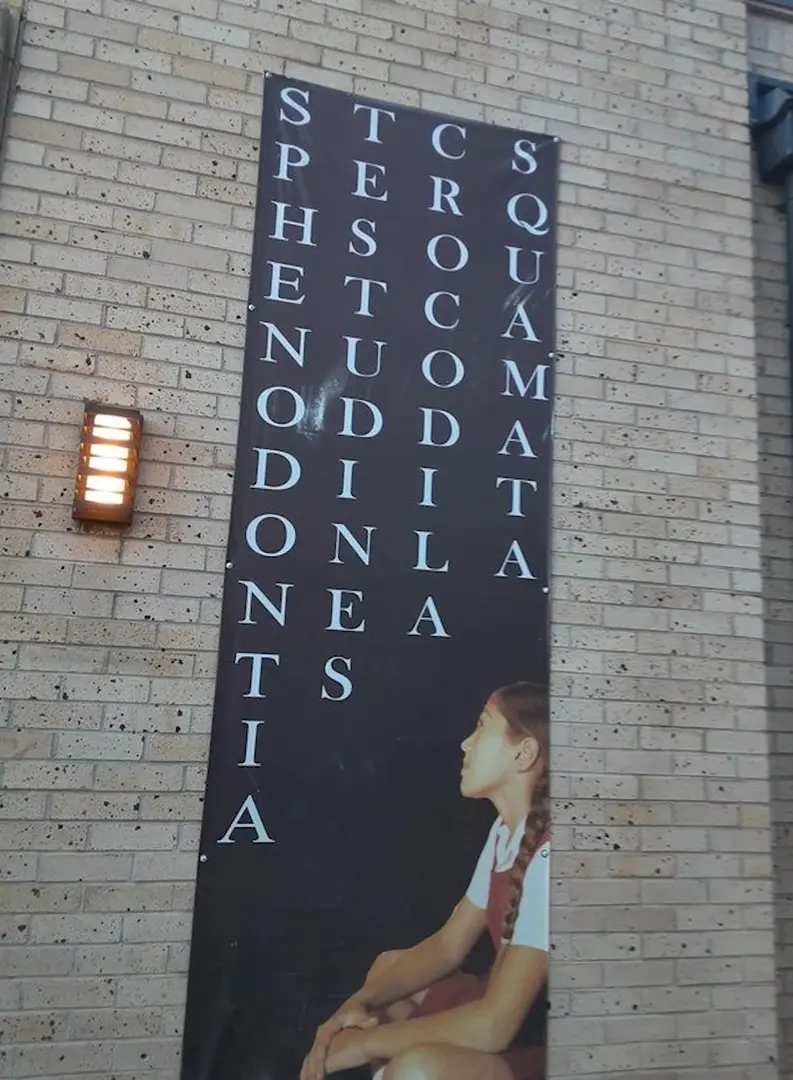 SPHENODONTIA
TESTUDINES
CROCODILA
SQUAMATA